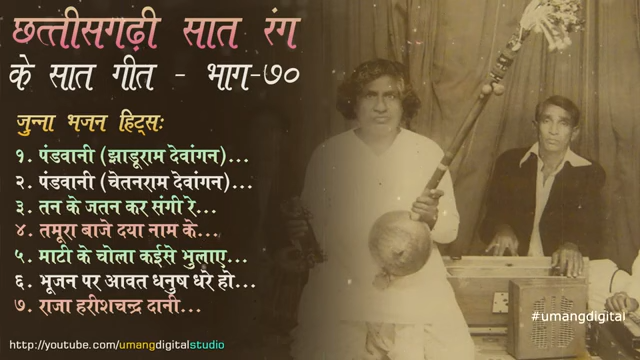 छत्तीसगढ़ी सात रंग
के सात गीत - भाग-७०
जुन्ना भजन हिट्सः
१. पंडवानी (झाडूराम देवांगन)...
२. पंडवानी (चेतनराम देवांगन)...
३. तन के जतन कर संगी रे...
४. तमूरा बाजे दया नाम के...
५. माटी के चोला कईसे भुलाए...
६. भूजन पर आवत धनुष धरे हो...
७. राजा हरीशचन्द्र दानी...
#umangdigital
http://youtube.com/umangdigitalstudio